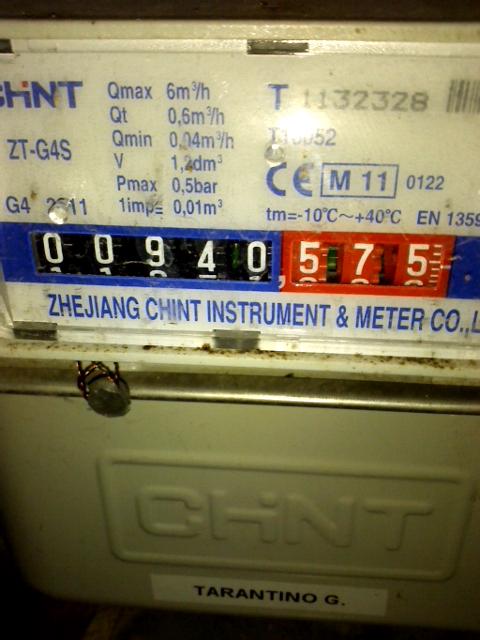 CHNT
Qmax 6m³/h
Qt 0,6m³/h
Qmin 0,04m³/h
V 1,2dm³
Pmax 0,5bar
1imp= 0,01m³
ZT-G4S
G4 2011
T 1132328
CE M 11 0122
tm=-10°C~+40°C EN 1359
00940,575
ZHEJIANG CHINT INSTRUMENT & METER CO.,L
CHNT
TARANTINO G.